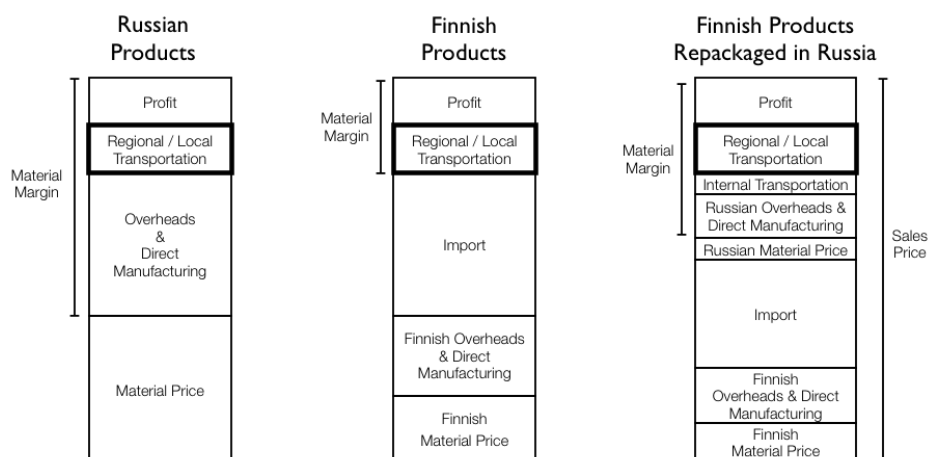 Russian
Products
Material
Margin
Profit
Regional / Local
Transportation
Overheads
&
Direct
Manufacturing
Material Price
Finnish
Products
Material
Margin
Profit
Regional / Local
Transportation
Import
Finnish Overheads
& Direct
Manufacturing
Finnish
Material Price
Finnish Products
Repackaged in Russia
Material
Margin
Profit
Regional / Local
Transportation
Internal Transportation
Russian Overheads &
Direct Manufacturing
Russian Material Price
Import
Finnish
Overheads & Direct
Manufacturing
Finnish
Material Price
Sales
Price